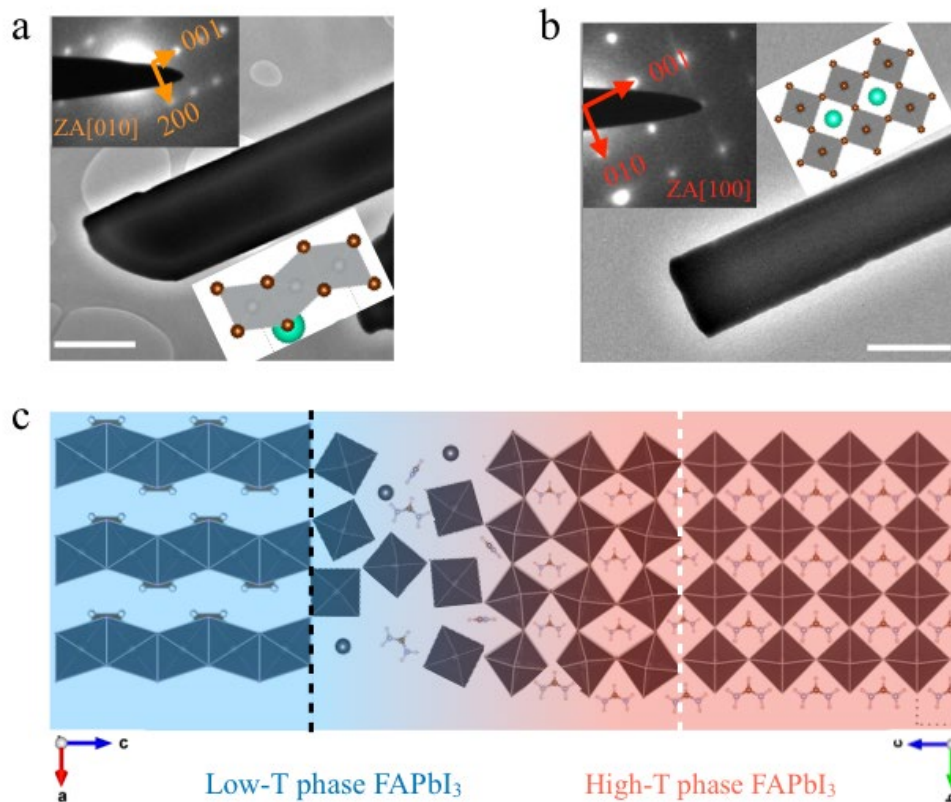 a
001
200
ZA[010]
b
001
010
ZA[100]
c
c
a
c
Low-T phase FAPbI₃
High-T phase FAPbI₃